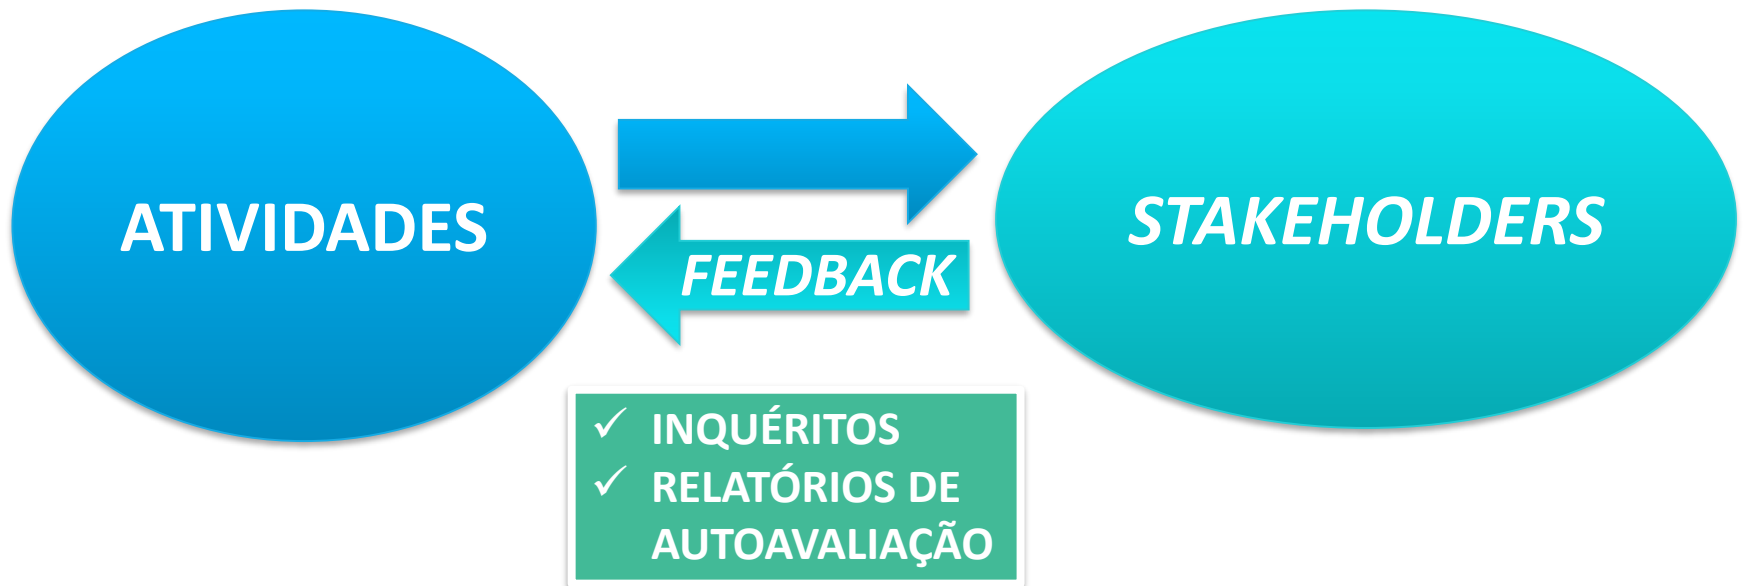 ATIVIDADES
STAKEHOLDERS
FEEDBACK
✓ INQUÉRITOS
✓ RELATÓRIOS DE
AUTOAVALIAÇÃO